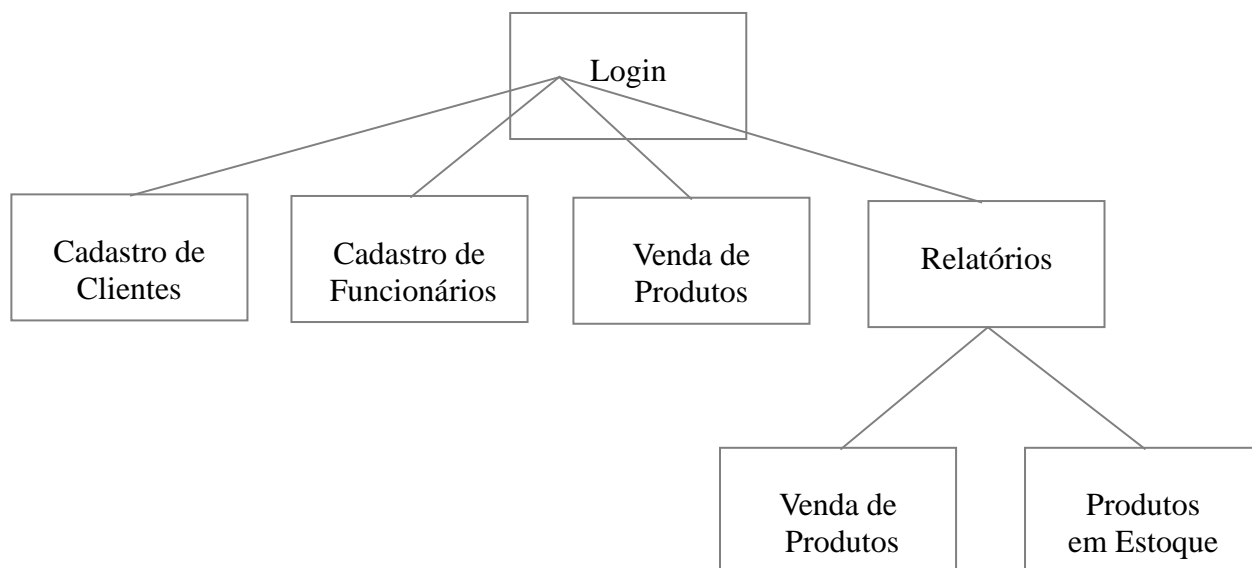 Login
Cadastro de
Clientes
Cadastro de
Funcionários
Venda de
Produtos
Relatórios
Venda de
Produtos
Produtos
em Estoque